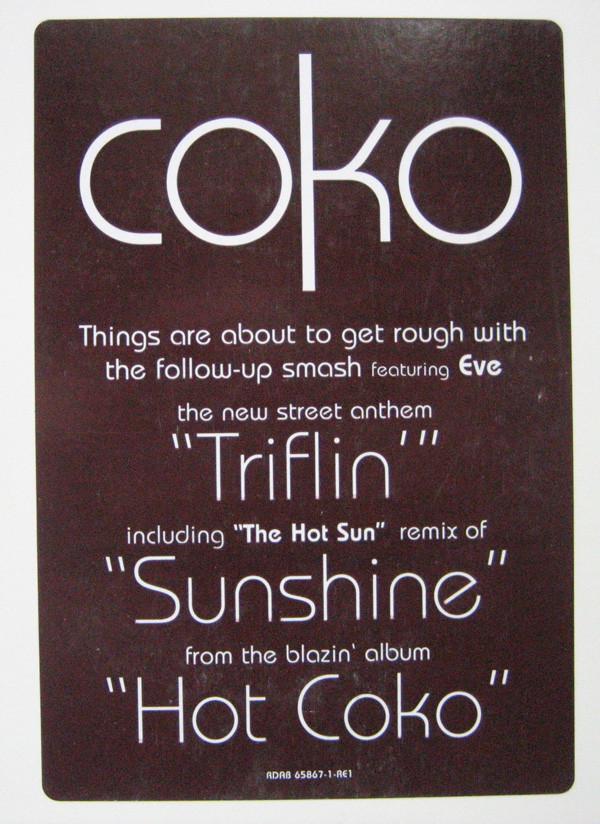 coko
Things are about to get rough with
the follow-up smash featuring Eve
the new street anthem
"Triflin'"
including "The Hot Sun" remix of
"Sunshine"
from the blazin' album
"Hot Coko"
RDAB 65867-1-RE1